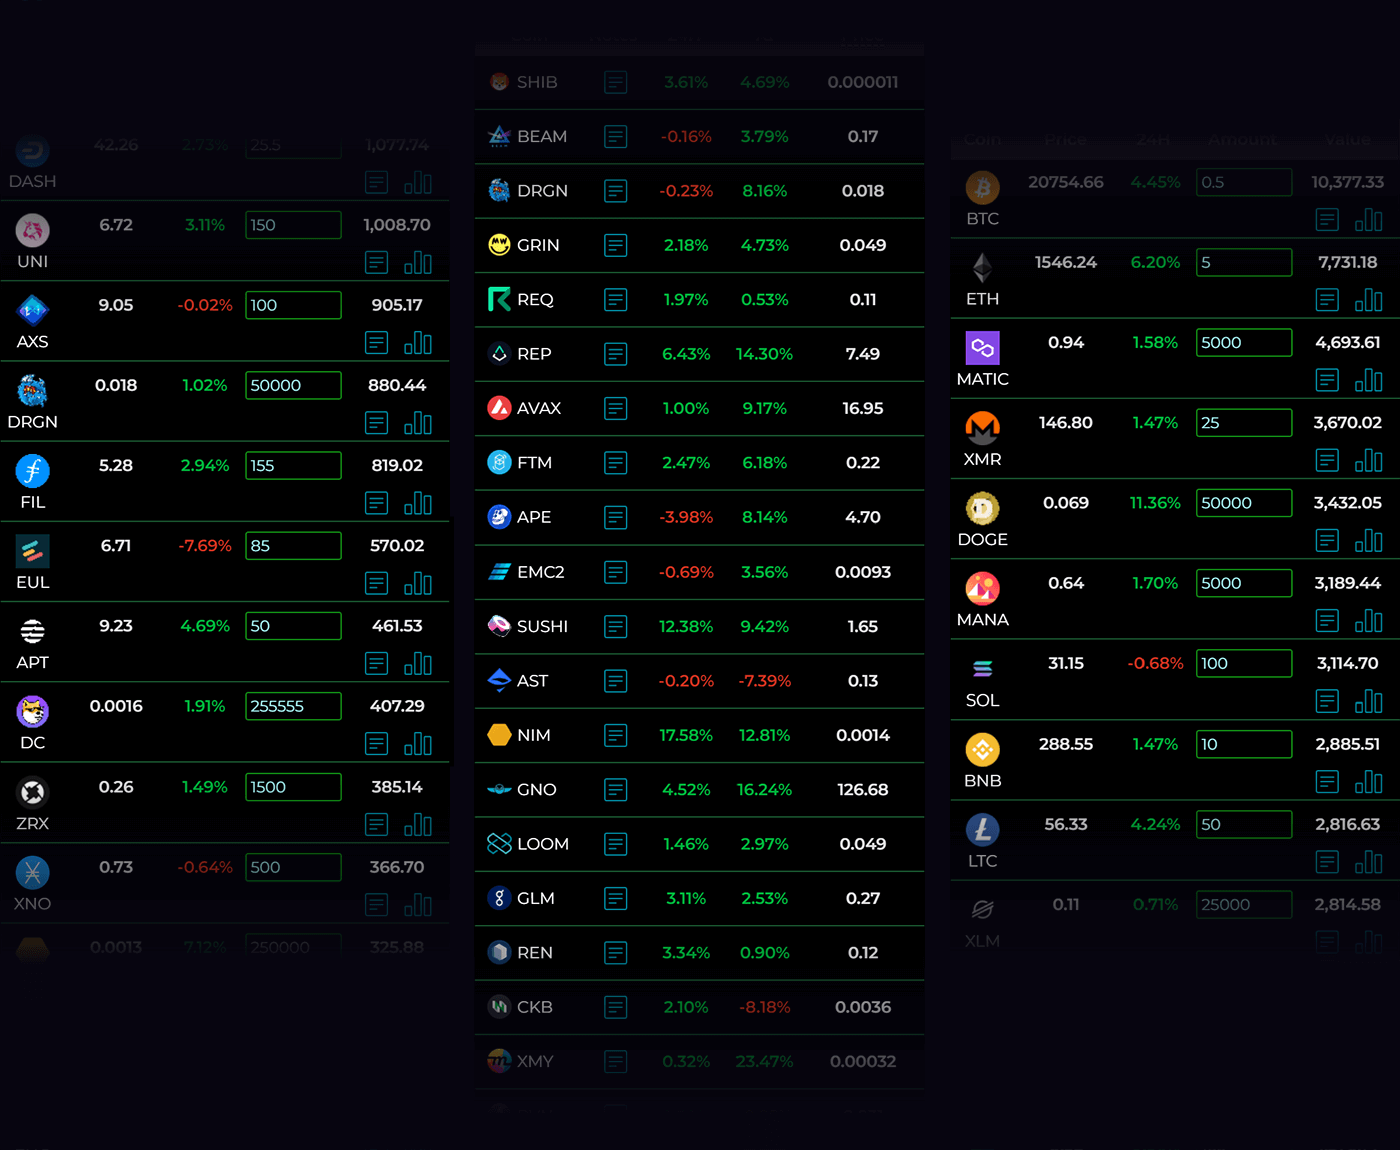 42.26 2.73% 25.5 1,077.74
DASH
6.72 3.11% 150 1,008.70
UNI
9.05 -0.02% 100 905.17
AXS
0.018 1.02% 50000 880.44
DRGN
5.28 2.94% 155 819.02
FIL
6.71 -7.69% 85 570.02
EUL
9.23 4.69% 50 461.53
APT
0.0016 1.91% 255555 407.29
DC
0.26 1.49% 1500 385.14
ZRX
0.73 -0.64% 500 366.70
XNO
0.0013 7.12% 250000 325.88
SHIB 3.61% 4.69% 0.000011
BEAM -0.16% 3.79% 0.17
DRGN -0.23% 8.16% 0.018
GRIN 2.18% 4.73% 0.049
REQ 1.97% 0.53% 0.11
REP 6.43% 14.30% 7.49
AVAX 1.00% 9.17% 16.95
FTM 2.47% 6.18% 0.22
APE -3.98% 8.14% 4.70
EMC2 -0.69% 3.56% 0.0093
SUSHI 12.38% 9.42% 1.65
AST -0.20% -7.39% 0.13
NIM 17.58% 12.81% 0.0014
GNO 4.52% 16.24% 126.68
LOOM 1.46% 2.97% 0.049
GLM 3.11% 2.53% 0.27
REN 3.34% 0.90% 0.12
CKB 2.10% -8.18% 0.0036
XMY 0.32% 23.47% 0.00032
Coin Price 24H Amount Value
20754.66 4.45% 0.5 10,377.33
BTC
1546.24 6.20% 5 7,731.18
ETH
0.94 1.58% 5000 4,693.61
MATIC
146.80 1.47% 25 3,670.02
XMR
0.069 11.36% 50000 3,432.05
DOGE
0.64 1.70% 5000 3,189.44
MANA
31.15 -0.68% 100 3,114.70
SOL
288.55 1.47% 10 2,885.51
BNB
56.33 4.24% 50 2,816.63
LTC
0.11 0.71% 25000 2,814.58
XLM